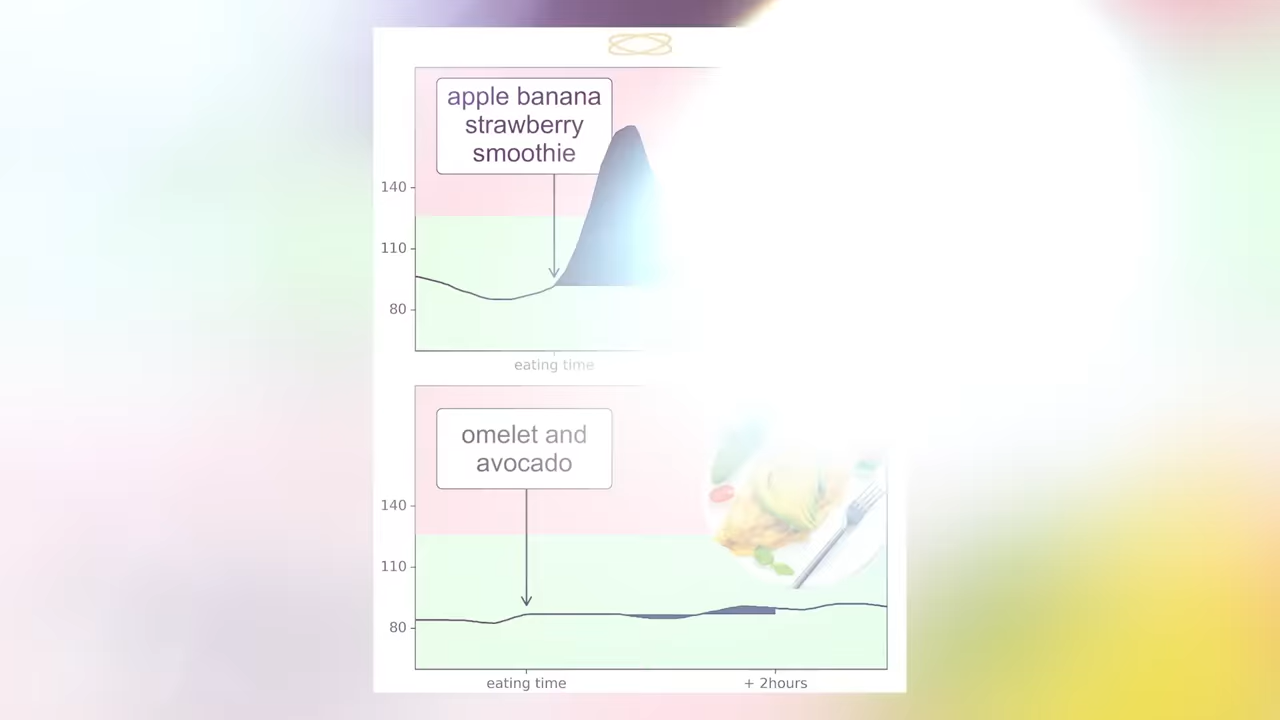 apple banana
strawberry
smoothie
140
110
80
eating time
omelet and
avocado
140
110
80
eating time
+ 2hours